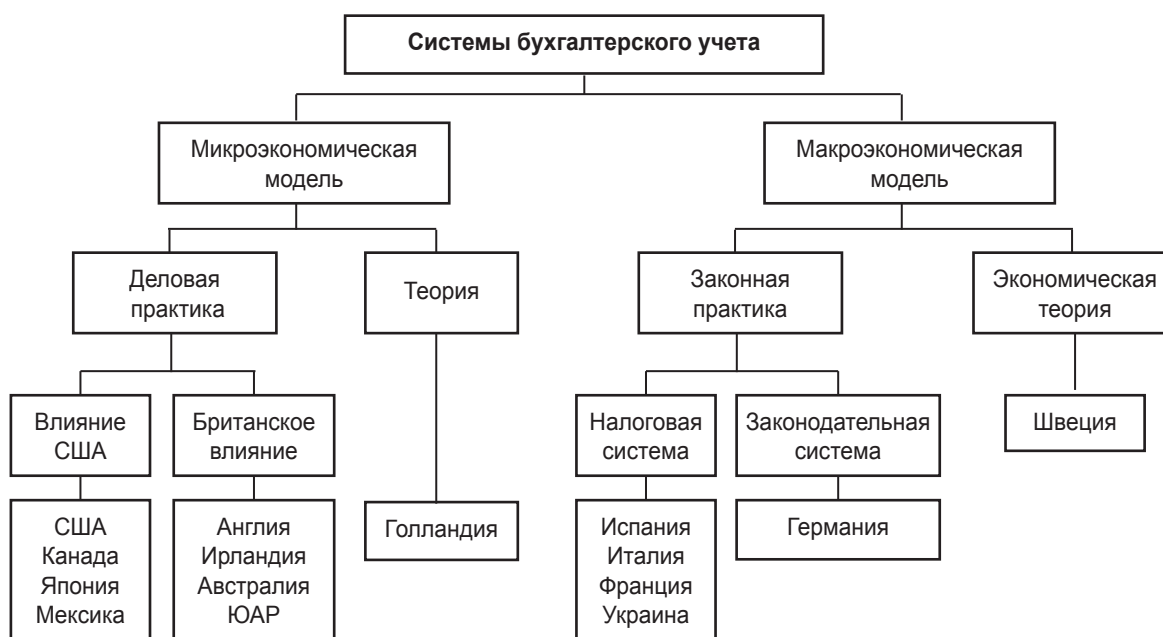 Системы бухгалтерского учета
Микроэкономическая
модель
Макроэкономическая
модель
Деловая
практика
Теория
Законная
практика
Экономическая
теория
Влияние
США
Британское
влияние
Налоговая
система
Законодательная
система
Швеция
США
Канада
Япония
Мексика
Англия
Ирландия
Австралия
ЮАР
Голландия
Испания
Италия
Франция
Украина
Германия